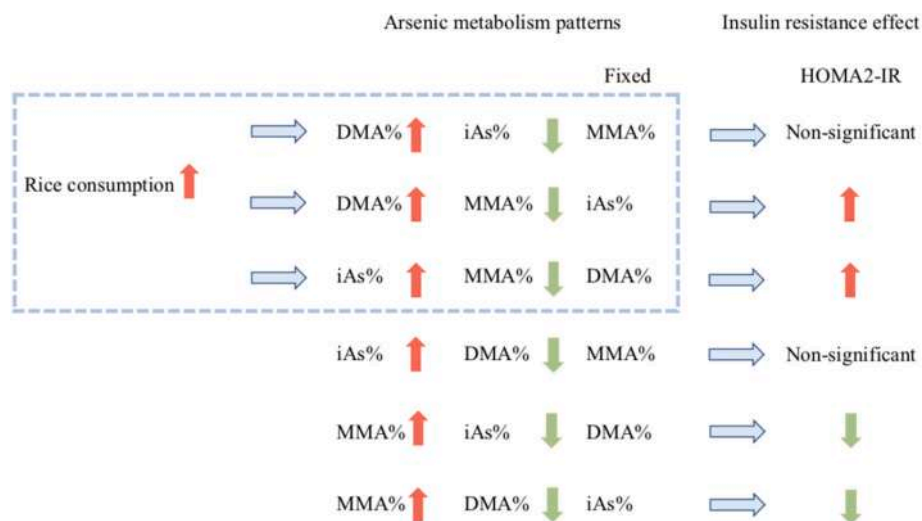 Arsenic metabolism patterns Insulin resistance effect
Fixed HOMA2-IR
DMA% iAs% MMA% Non-significant
Rice consumption
DMA% MMA% iAs%
iAs% MMA% DMA%
iAs% DMA% MMA% Non-significant
MMA% iAs% DMA%
MMA% DMA% iAs%